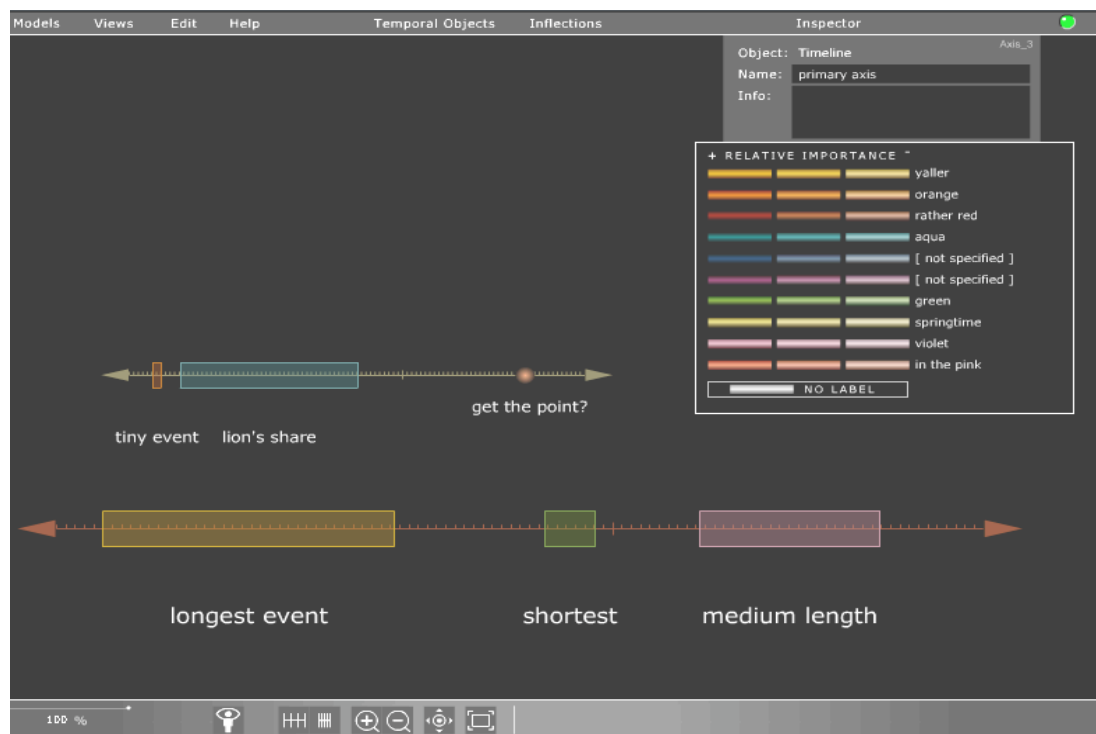 Models Views Edit Help Temporal Objects Inflections Inspector
Axis_3
Object: Timeline
Name: primary axis
Info:
+ RELATIVE IMPORTANCE -
yaller
orange
rather red
aqua
[ not specified ]
[ not specified ]
green
springtime
violet
in the pink
NO LABEL
get the point?
tiny event lion's share
longest event shortest medium length
100 %